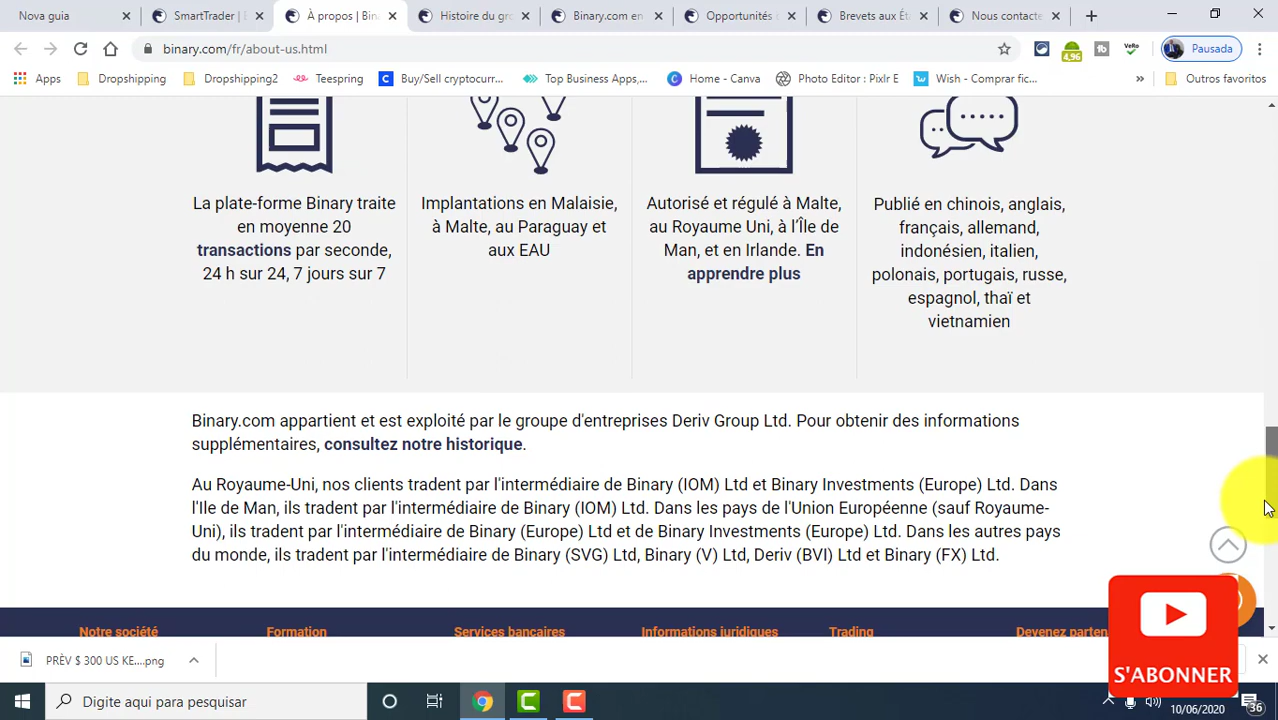 Nova guia
SmartTrader |
À propos | Bin
Histoire du gro
Binary.com en
Opportunités
Brevets aux Éta
Nous contacte
binary.com/fr/about-us.html
4,96
VeRo
Pausada
Apps
Dropshipping
Dropshipping2
Teespring
Buy/Sell cryptocurr...
Top Business Apps,...
Home - Canva
Photo Editor : Pixlr E
Wish - Comprar fic...
»
Outros favoritos
La plate-forme Binary traite
en moyenne 20
transactions par seconde,
24 h sur 24, 7 jours sur 7
Implantations en Malaisie,
à Malte, au Paraguay et
aux EAU
Autorisé et régulé à Malte,
au Royaume Uni, à l'Île de
Man, et en Irlande. En
apprendre plus
Publié en chinois, anglais,
français, allemand,
indonésien, italien,
polonais, portugais, russe,
espagnol, thaï et
vietnamien
Binary.com appartient et est exploité par le groupe d'entreprises Deriv Group Ltd. Pour obtenir des informations
supplémentaires, consultez notre historique.
Au Royaume-Uni, nos clients tradent par l'intermédiaire de Binary (IOM) Ltd et Binary Investments (Europe) Ltd. Dans
l'Ile de Man, ils tradent par l'intermédiaire de Binary (IOM) Ltd. Dans les pays de l'Union Européenne (sauf Royaume-
Uni), ils tradent par l'intermédiaire de Binary (Europe) Ltd et de Binary Investments (Europe) Ltd. Dans les autres pays
du monde, ils tradent par l'intermédiaire de Binary (SVG) Ltd, Binary (V) Ltd, Deriv (BVI) Ltd et Binary (FX) Ltd.
Notre société
Formation
Services bancaires
Informations juridiques
Trading
Devenez parten
S'ABONNER
PRÈV $ 300 US KE....png
Digite aqui para pesquisar
10/06/2020
36